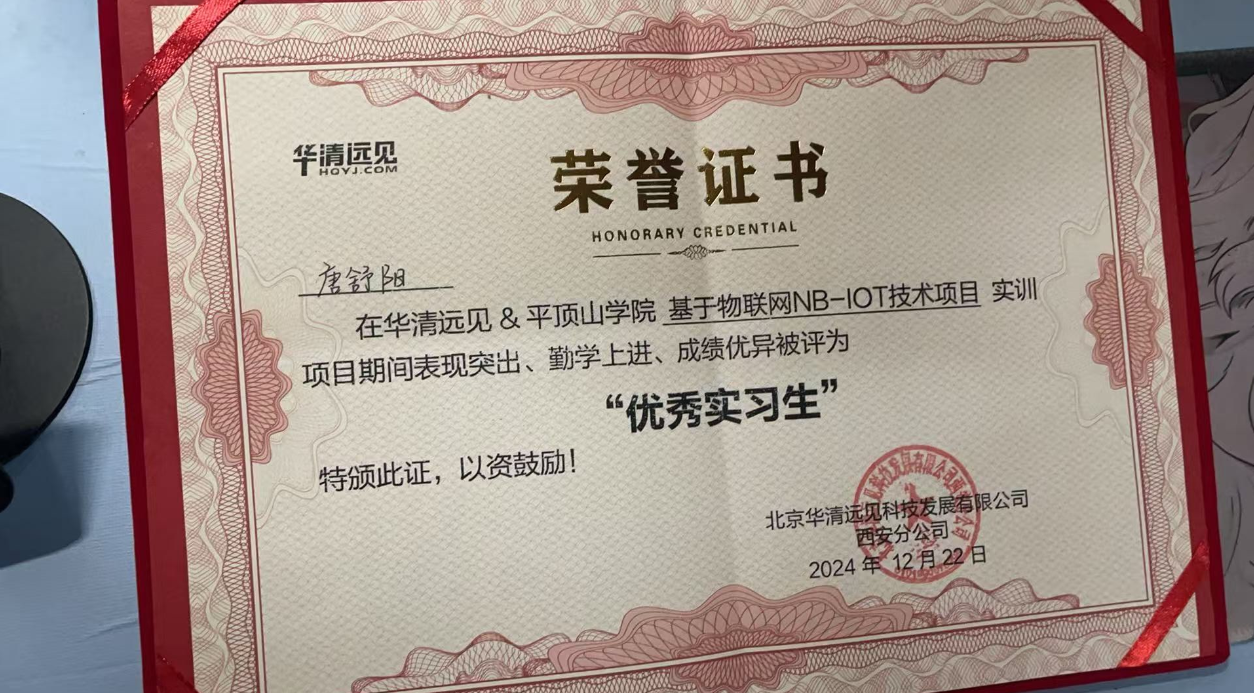 华清远见
HQYJ.COM
荣誉证书
HONORARY CREDENTIAL
唐舒阳
在华清远见 & 平顶山学院 基于物联网NB-IOT技术项目 实训
项目期间表现突出、勤学上进、成绩优异被评为
“优秀实习生”
特颁此证，以资鼓励！
北京华清远见科技发展有限公司
西安分公司
2024 年 12 月 22 日